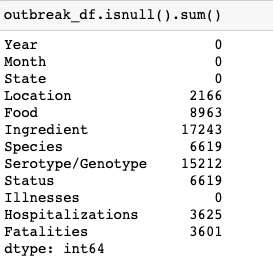 outbreak_df.isnull().sum()
Year 0
Month 0
State 0
Location 2166
Food 8963
Ingredient 17243
Species 6619
Serotype/Genotype 15212
Status 6619
Illnesses 0
Hospitalizations 3625
Fatalities 3601
dtype: int64